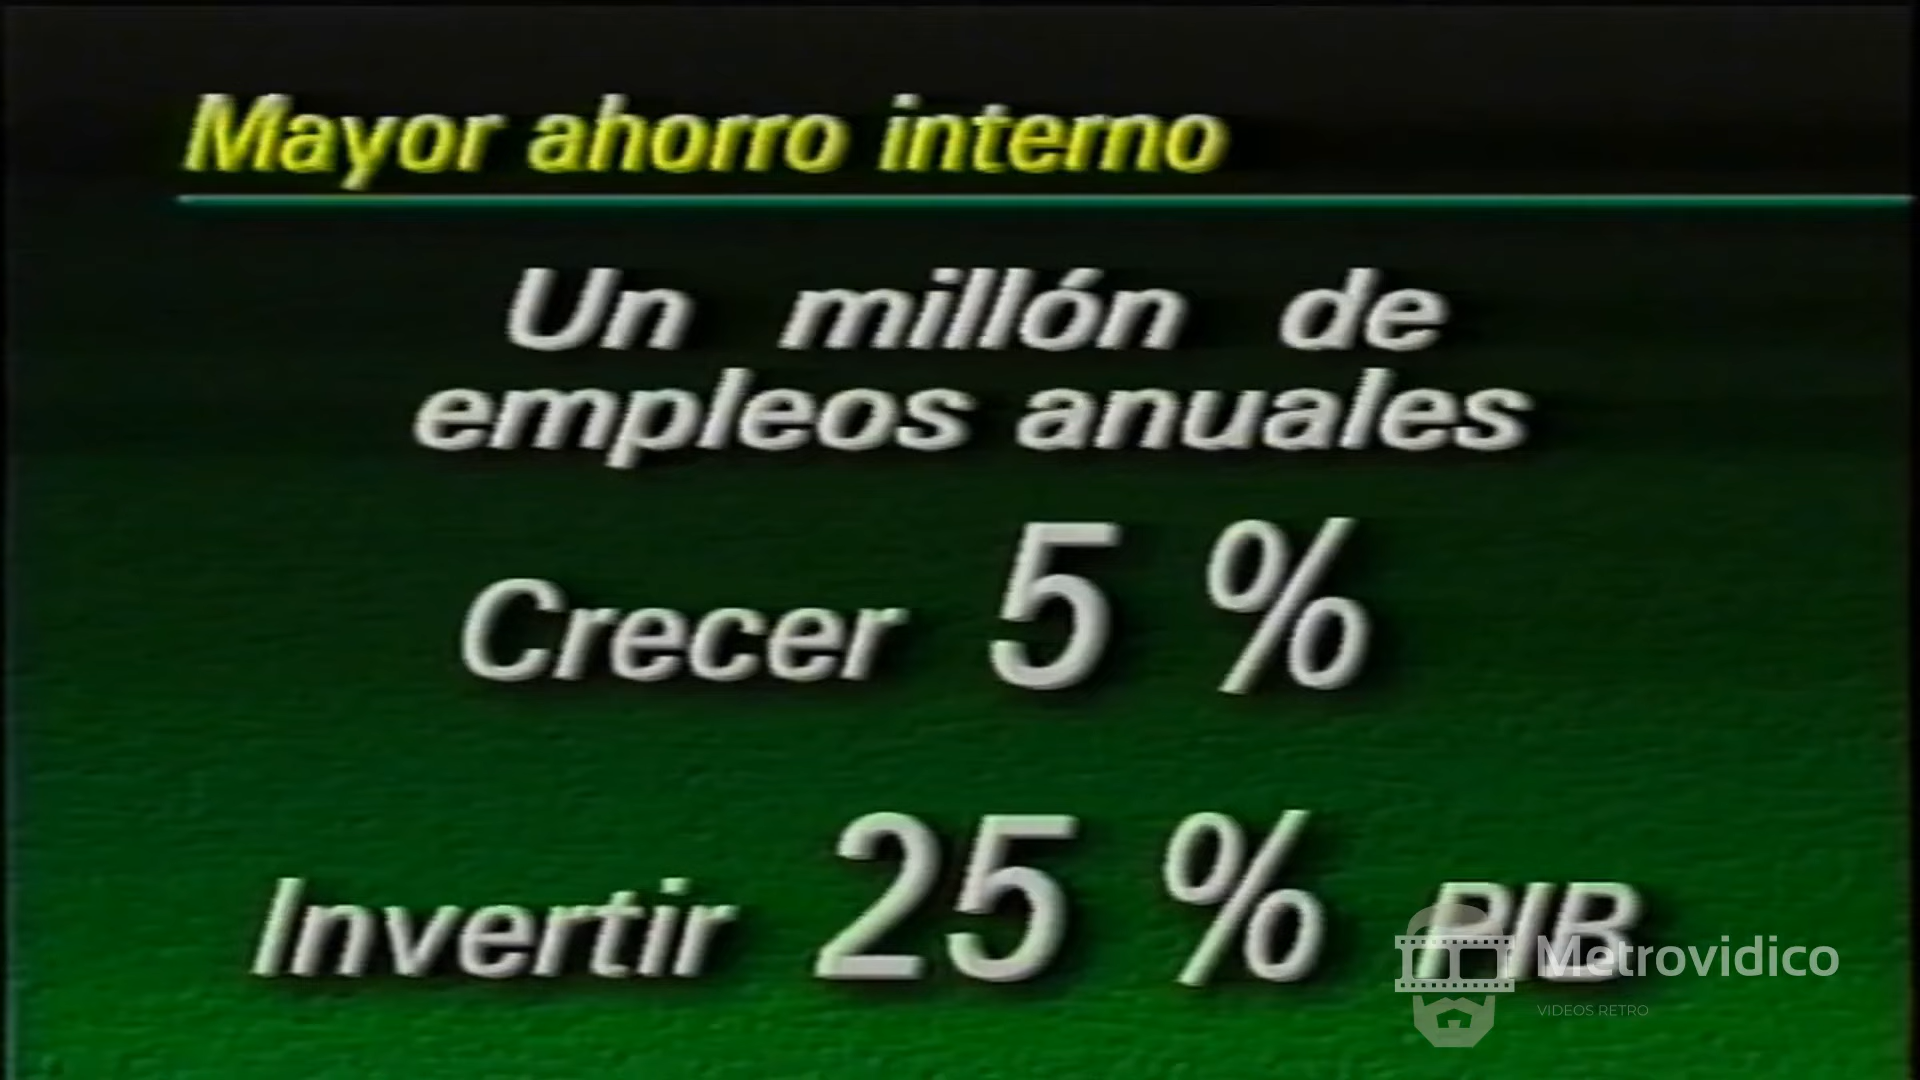 Mayor ahorro interno
Un millón de
empleos anuales
Crecer 5 %
Invertir 25 % PIB
Metrovidico
VIDEOS RETRO